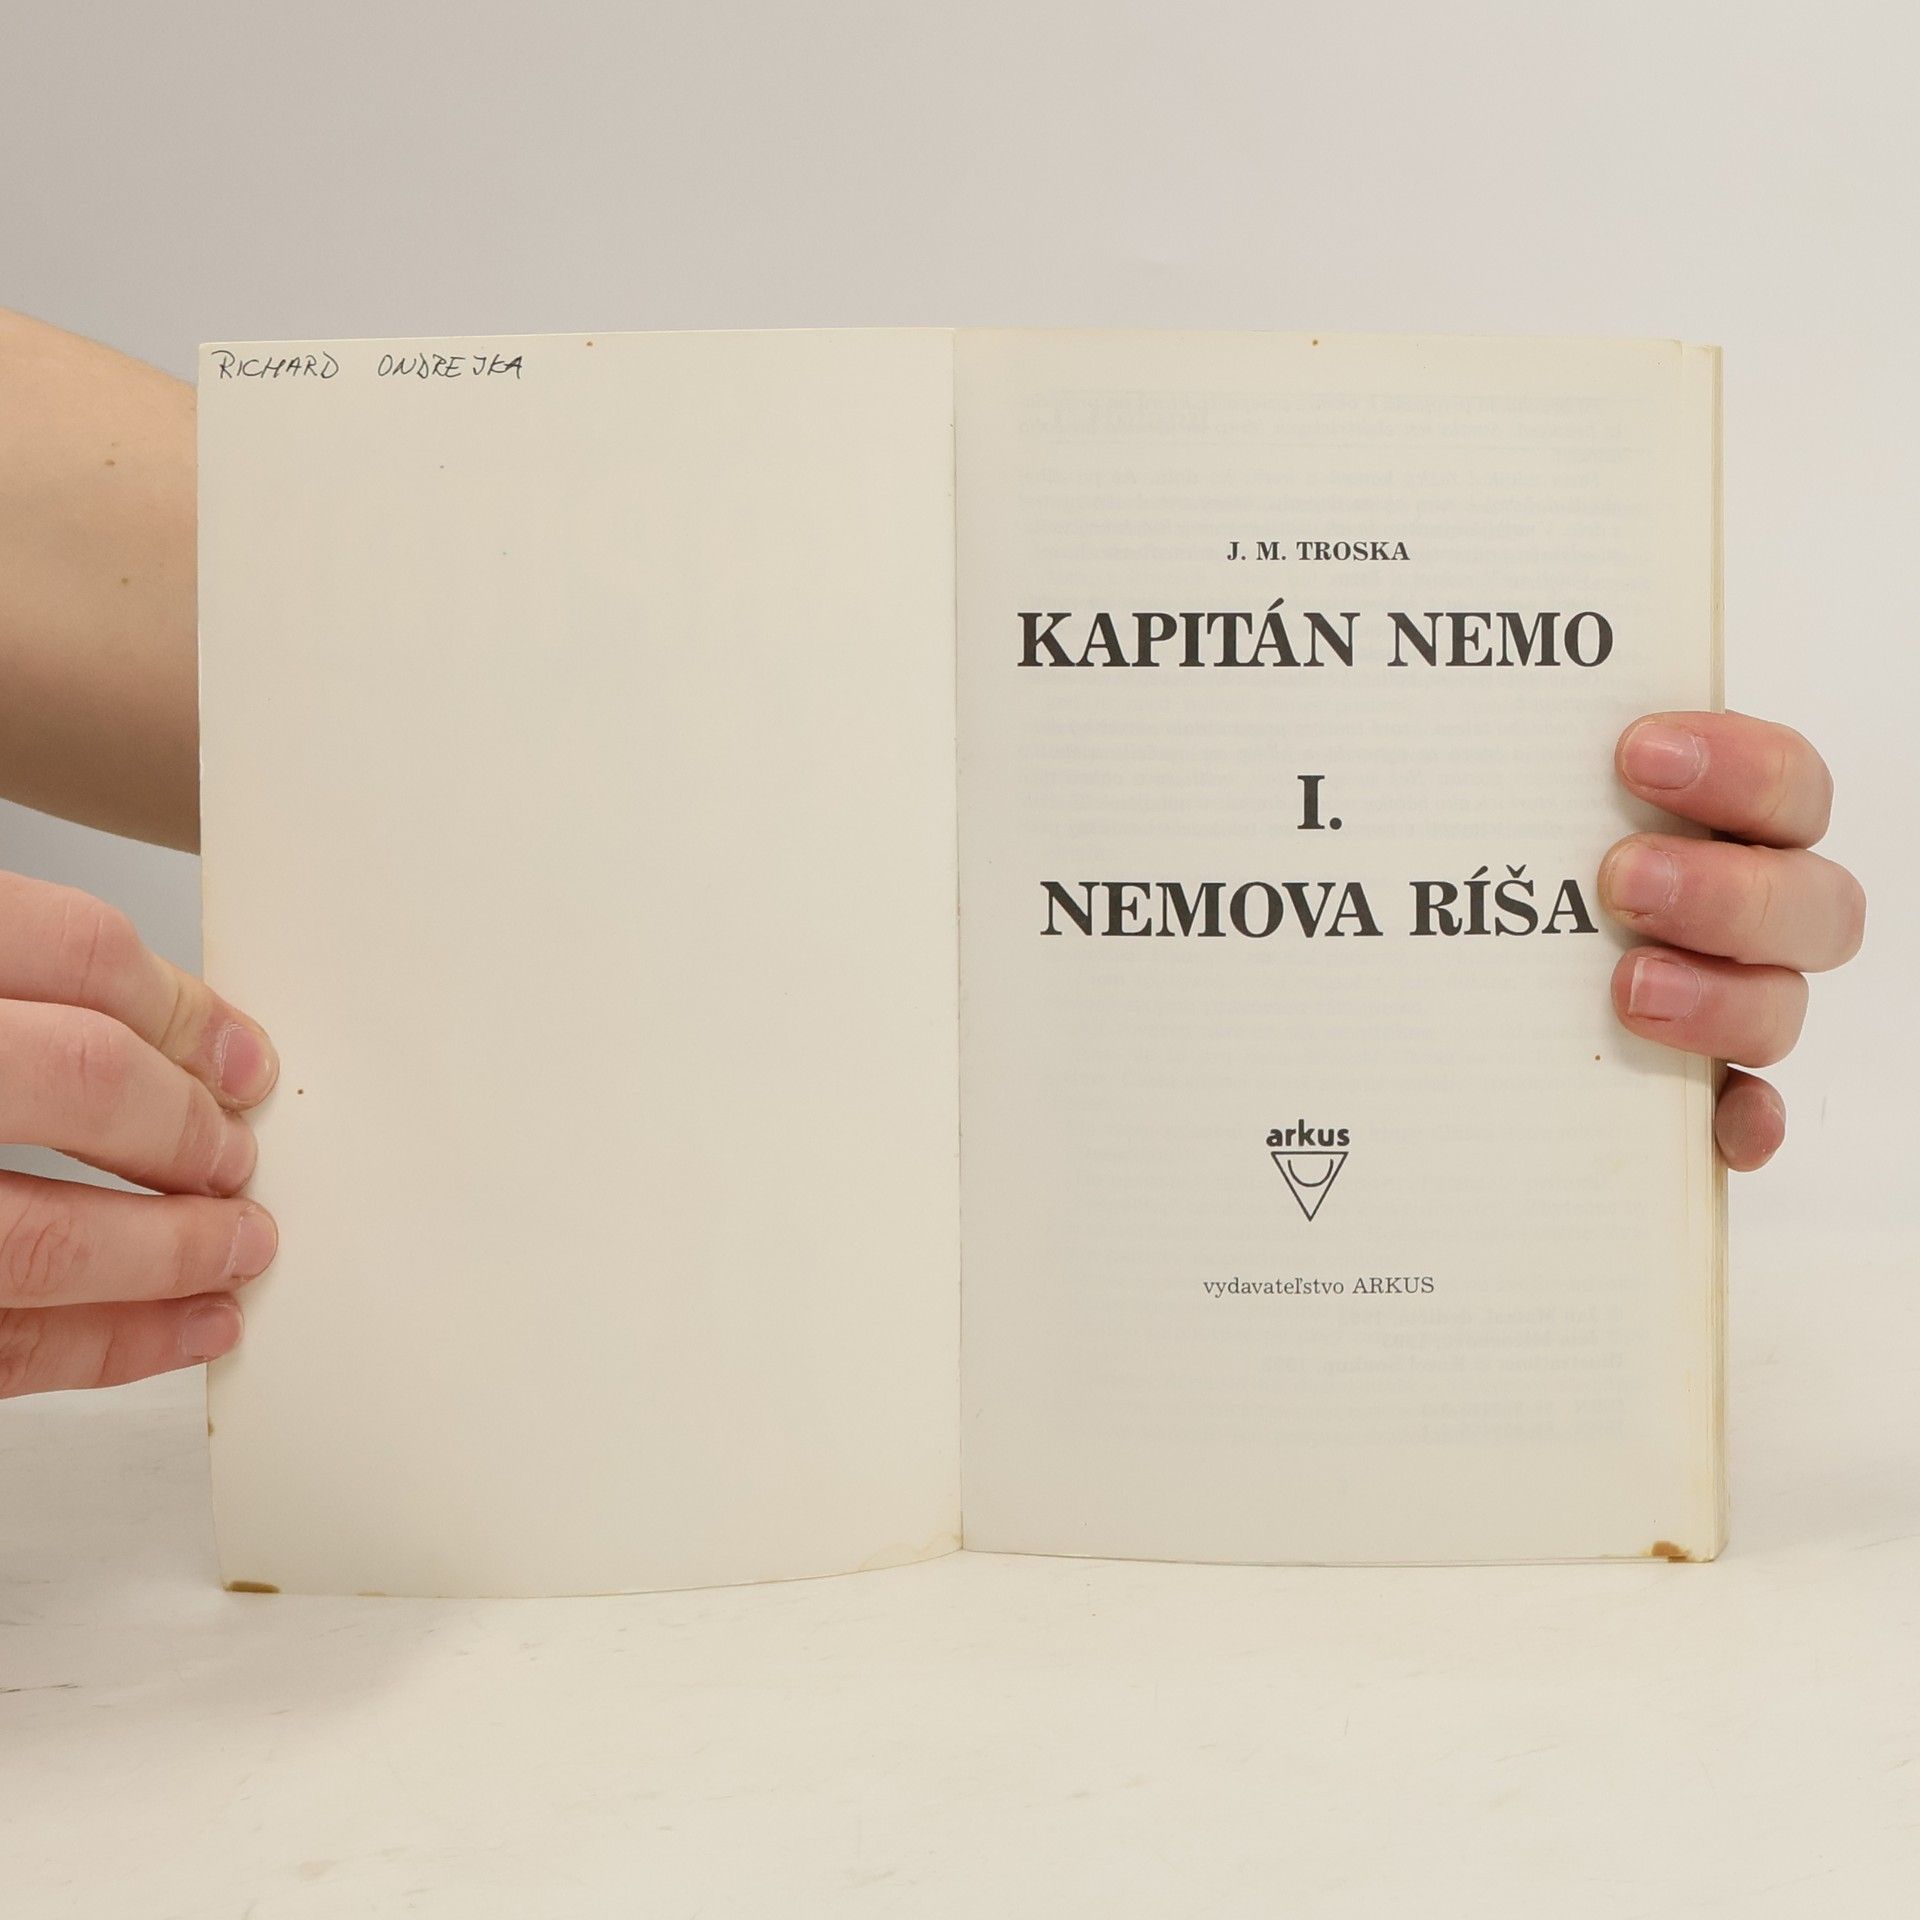 RICHARD ONDREJKA
J. M. TROSKA
KAPITÁN NEMO
I.
NEMOVA RÍŠA
arkus
vydavateľstvo ARKUS